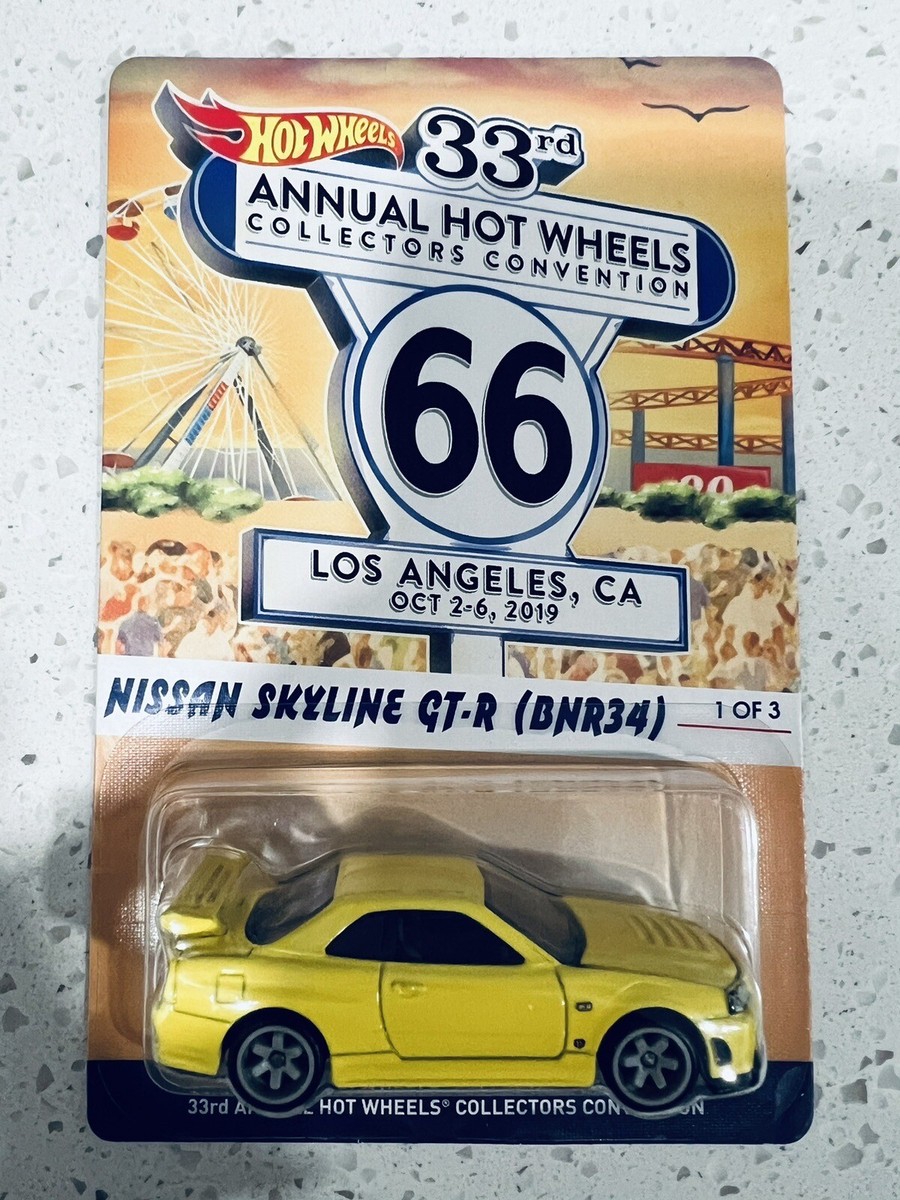 HOT WHEELS
33rd
ANNUAL HOT WHEELS
COLLECTORS CONVENTION
66
LOS ANGELES, CA
OCT 2-6, 2019
NISSAN SKYLINE GT-R (BNR34)
1 OF 3
33rd HOT WHEELS® COLLECTORS